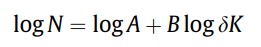 log N = log A + B log δK